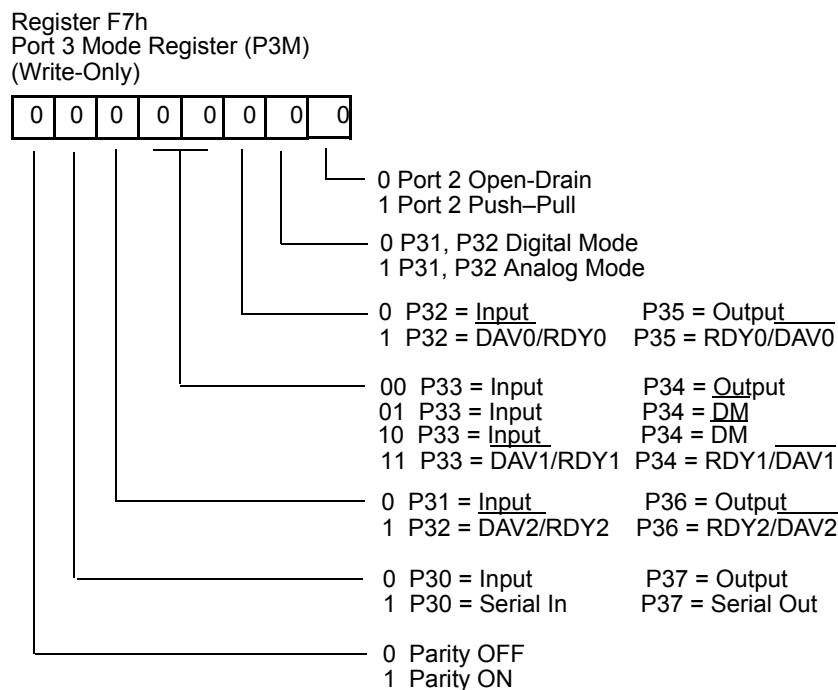 Register F7h
Port 3 Mode Register (P3M)
(Write-Only)
0 0 0 0 0 0 0 0
0 Port 2 Open-Drain
1 Port 2 Push–Pull
0 P31, P32 Digital Mode
1 P31, P32 Analog Mode
0 P32 = Input P35 = Output
1 P32 = DAV0/RDY0 P35 = RDY0/DAV0
00 P33 = Input P34 = Output
01 P33 = Input P34 = DM
10 P33 = Input P34 = DM
11 P33 = DAV1/RDY1 P34 = RDY1/DAV1
0 P31 = Input P36 = Output
1 P32 = DAV2/RDY2 P36 = RDY2/DAV2
0 P30 = Input P37 = Output
1 P30 = Serial In P37 = Serial Out
0 Parity OFF
1 Parity ON